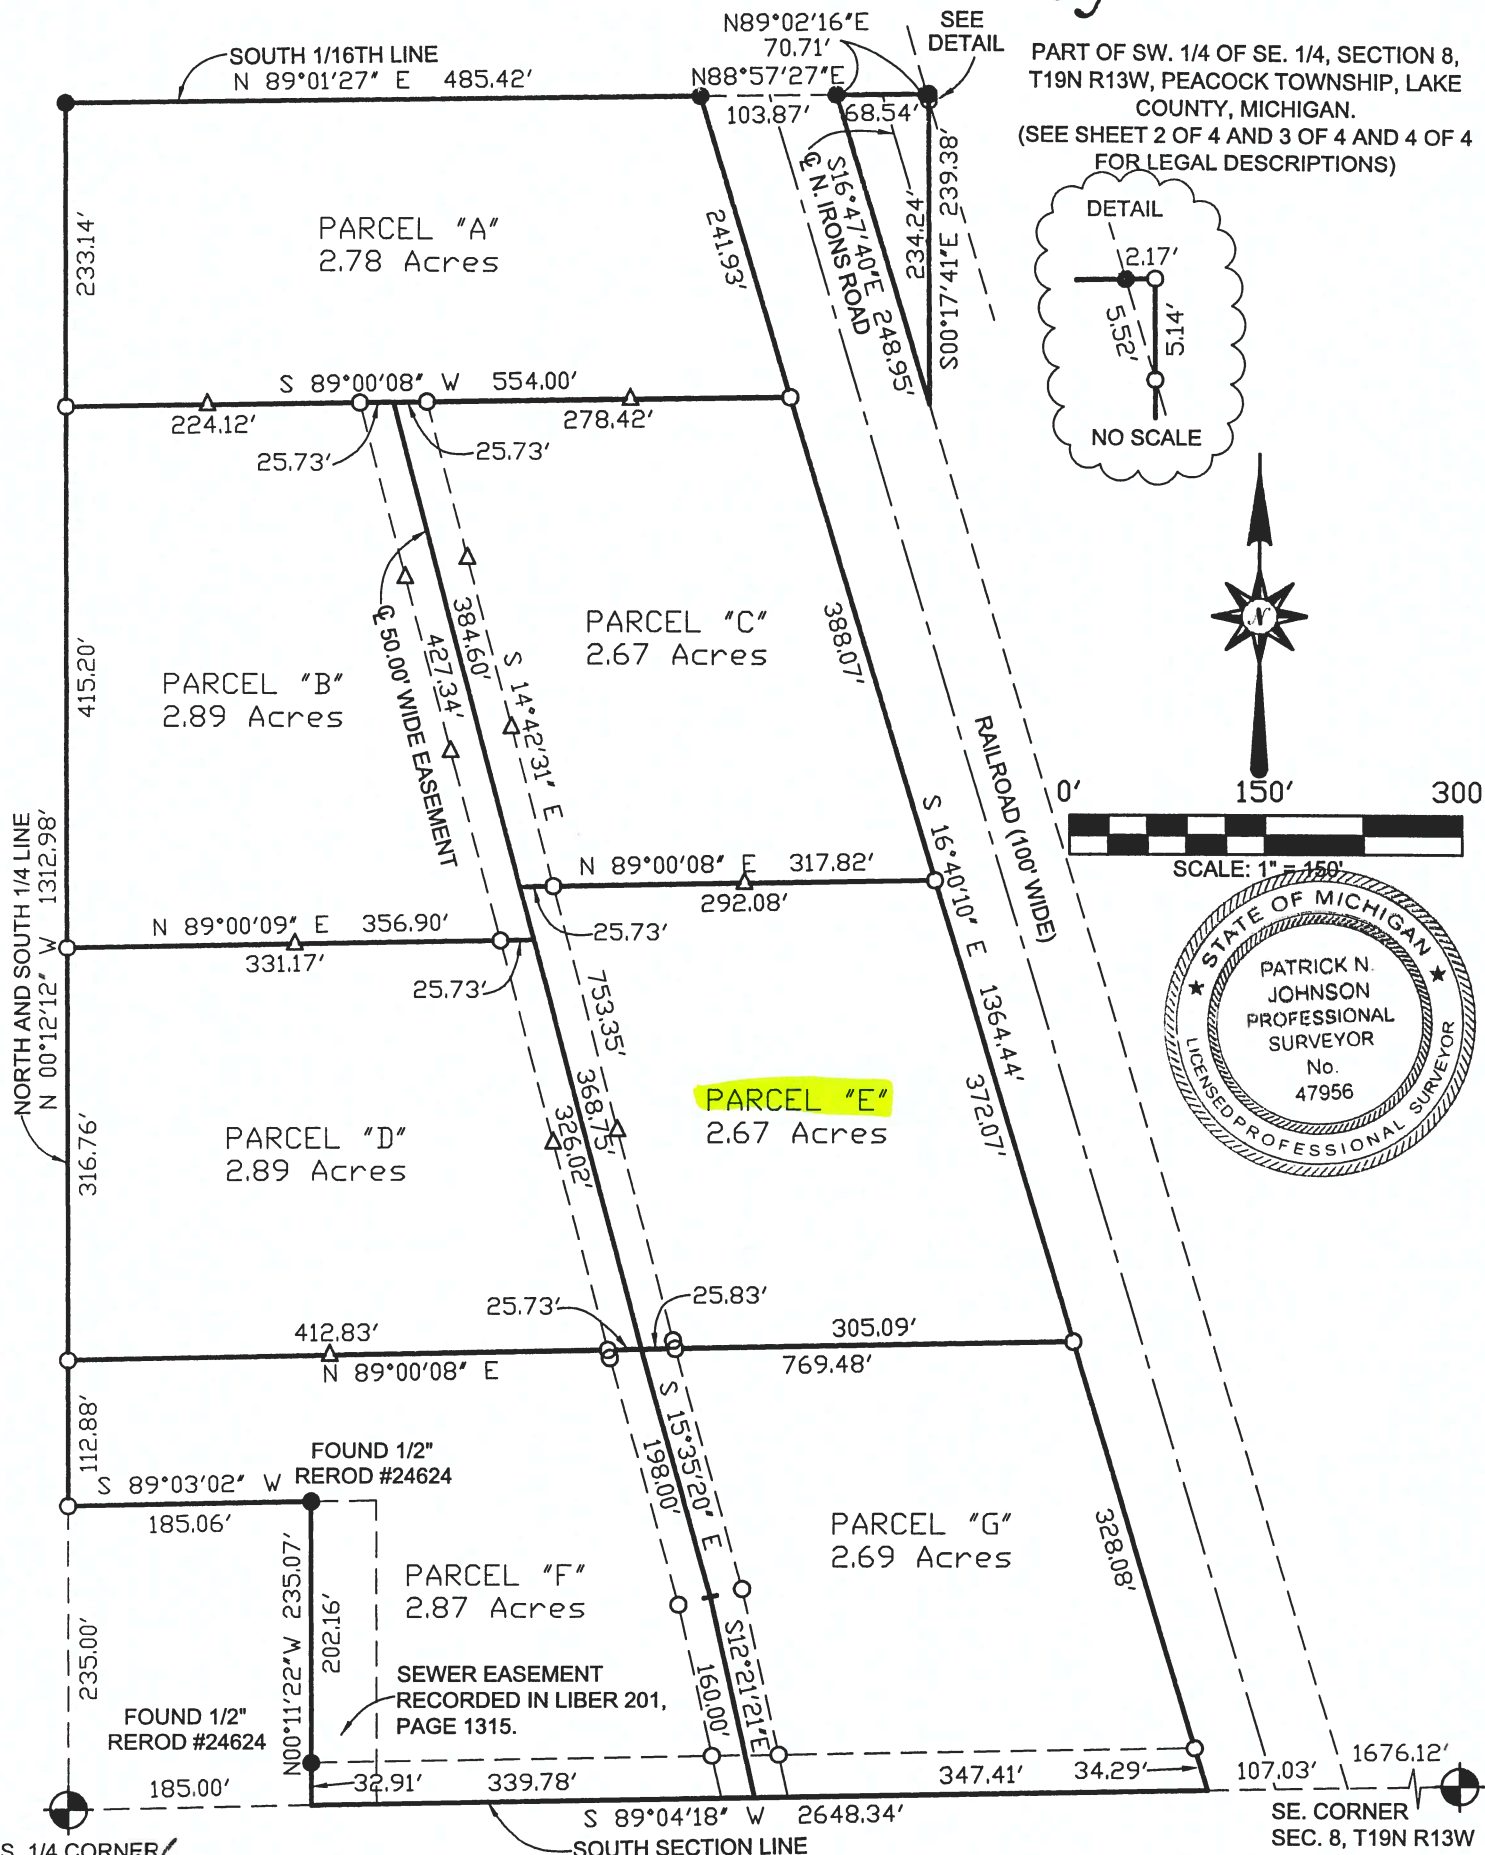 N89°02'16"E
70.71'
SEE
DETAIL
PART OF SW. 1/4 OF SE. 1/4, SECTION 8,
T19N R13W, PEACOCK TOWNSHIP, LAKE
COUNTY, MICHIGAN.
(SEE SHEET 2 OF 4 AND 3 OF 4 AND 4 OF 4
FOR LEGAL DESCRIPTIONS)
SOUTH 1/16TH LINE
N 89°01'27" E 485.42'
N88°57'27"E
103.87'
68.54'
233.14'
PARCEL "A"
2.78 Acres
241.93'
℄ N. IRONS ROAD
S16°47'40"E 248.95'
234.24'
S00°17'41"E 239.38'
DETAIL
2.17'
5.52'
5.14'
NO SCALE
S 89°00'08" W 554.00'
224.12'
278.42'
25.73'
25.73'
415.20'
PARCEL "B"
2.89 Acres
℄ 50.00' WIDE EASEMENT
427.34'
384.60'
S 14°42'31" E
753.35'
PARCEL "C"
2.67 Acres
388.07'
S 16°40'10" E 1364.44'
RAILROAD (100' WIDE)
N
0' 150' 300
SCALE: 1" = 150'
STATE OF MICHIGAN
PATRICK N.
JOHNSON
PROFESSIONAL
SURVEYOR
No.
47956
LICENSED PROFESSIONAL SURVEYOR
NORTH AND SOUTH 1/4 LINE
N 00°12'12" W 1312.98'
N 89°00'08" E 317.82'
292.08'
25.73'
N 89°00'09" E 356.90'
331.17'
25.73'
316.76'
PARCEL "D"
2.89 Acres
326.02'
368.75'
PARCEL "E"
2.67 Acres
372.07'
25.73'
25.83'
412.83'
N 89°00'08" E
305.09'
769.48'
112.88'
FOUND 1/2"
REROD #24624
S 89°03'02" W
185.06'
198.00'
S 15°35'20" E
PARCEL "G"
2.69 Acres
328.08'
PARCEL "F"
2.87 Acres
235.00'
N00°11'22"W 235.07'
202.16'
SEWER EASEMENT
RECORDED IN LIBER 201,
PAGE 1315.
160.00'
S12°21'21"E
FOUND 1/2"
REROD #24624
185.00'
32.91'
339.78'
347.41'
34.29'
107.03'
1676.12'
S 89°04'18" W 2648.34'
SOUTH SECTION LINE
SE. CORNER
SEC. 8, T19N R13W
S. 1/4 CORNER